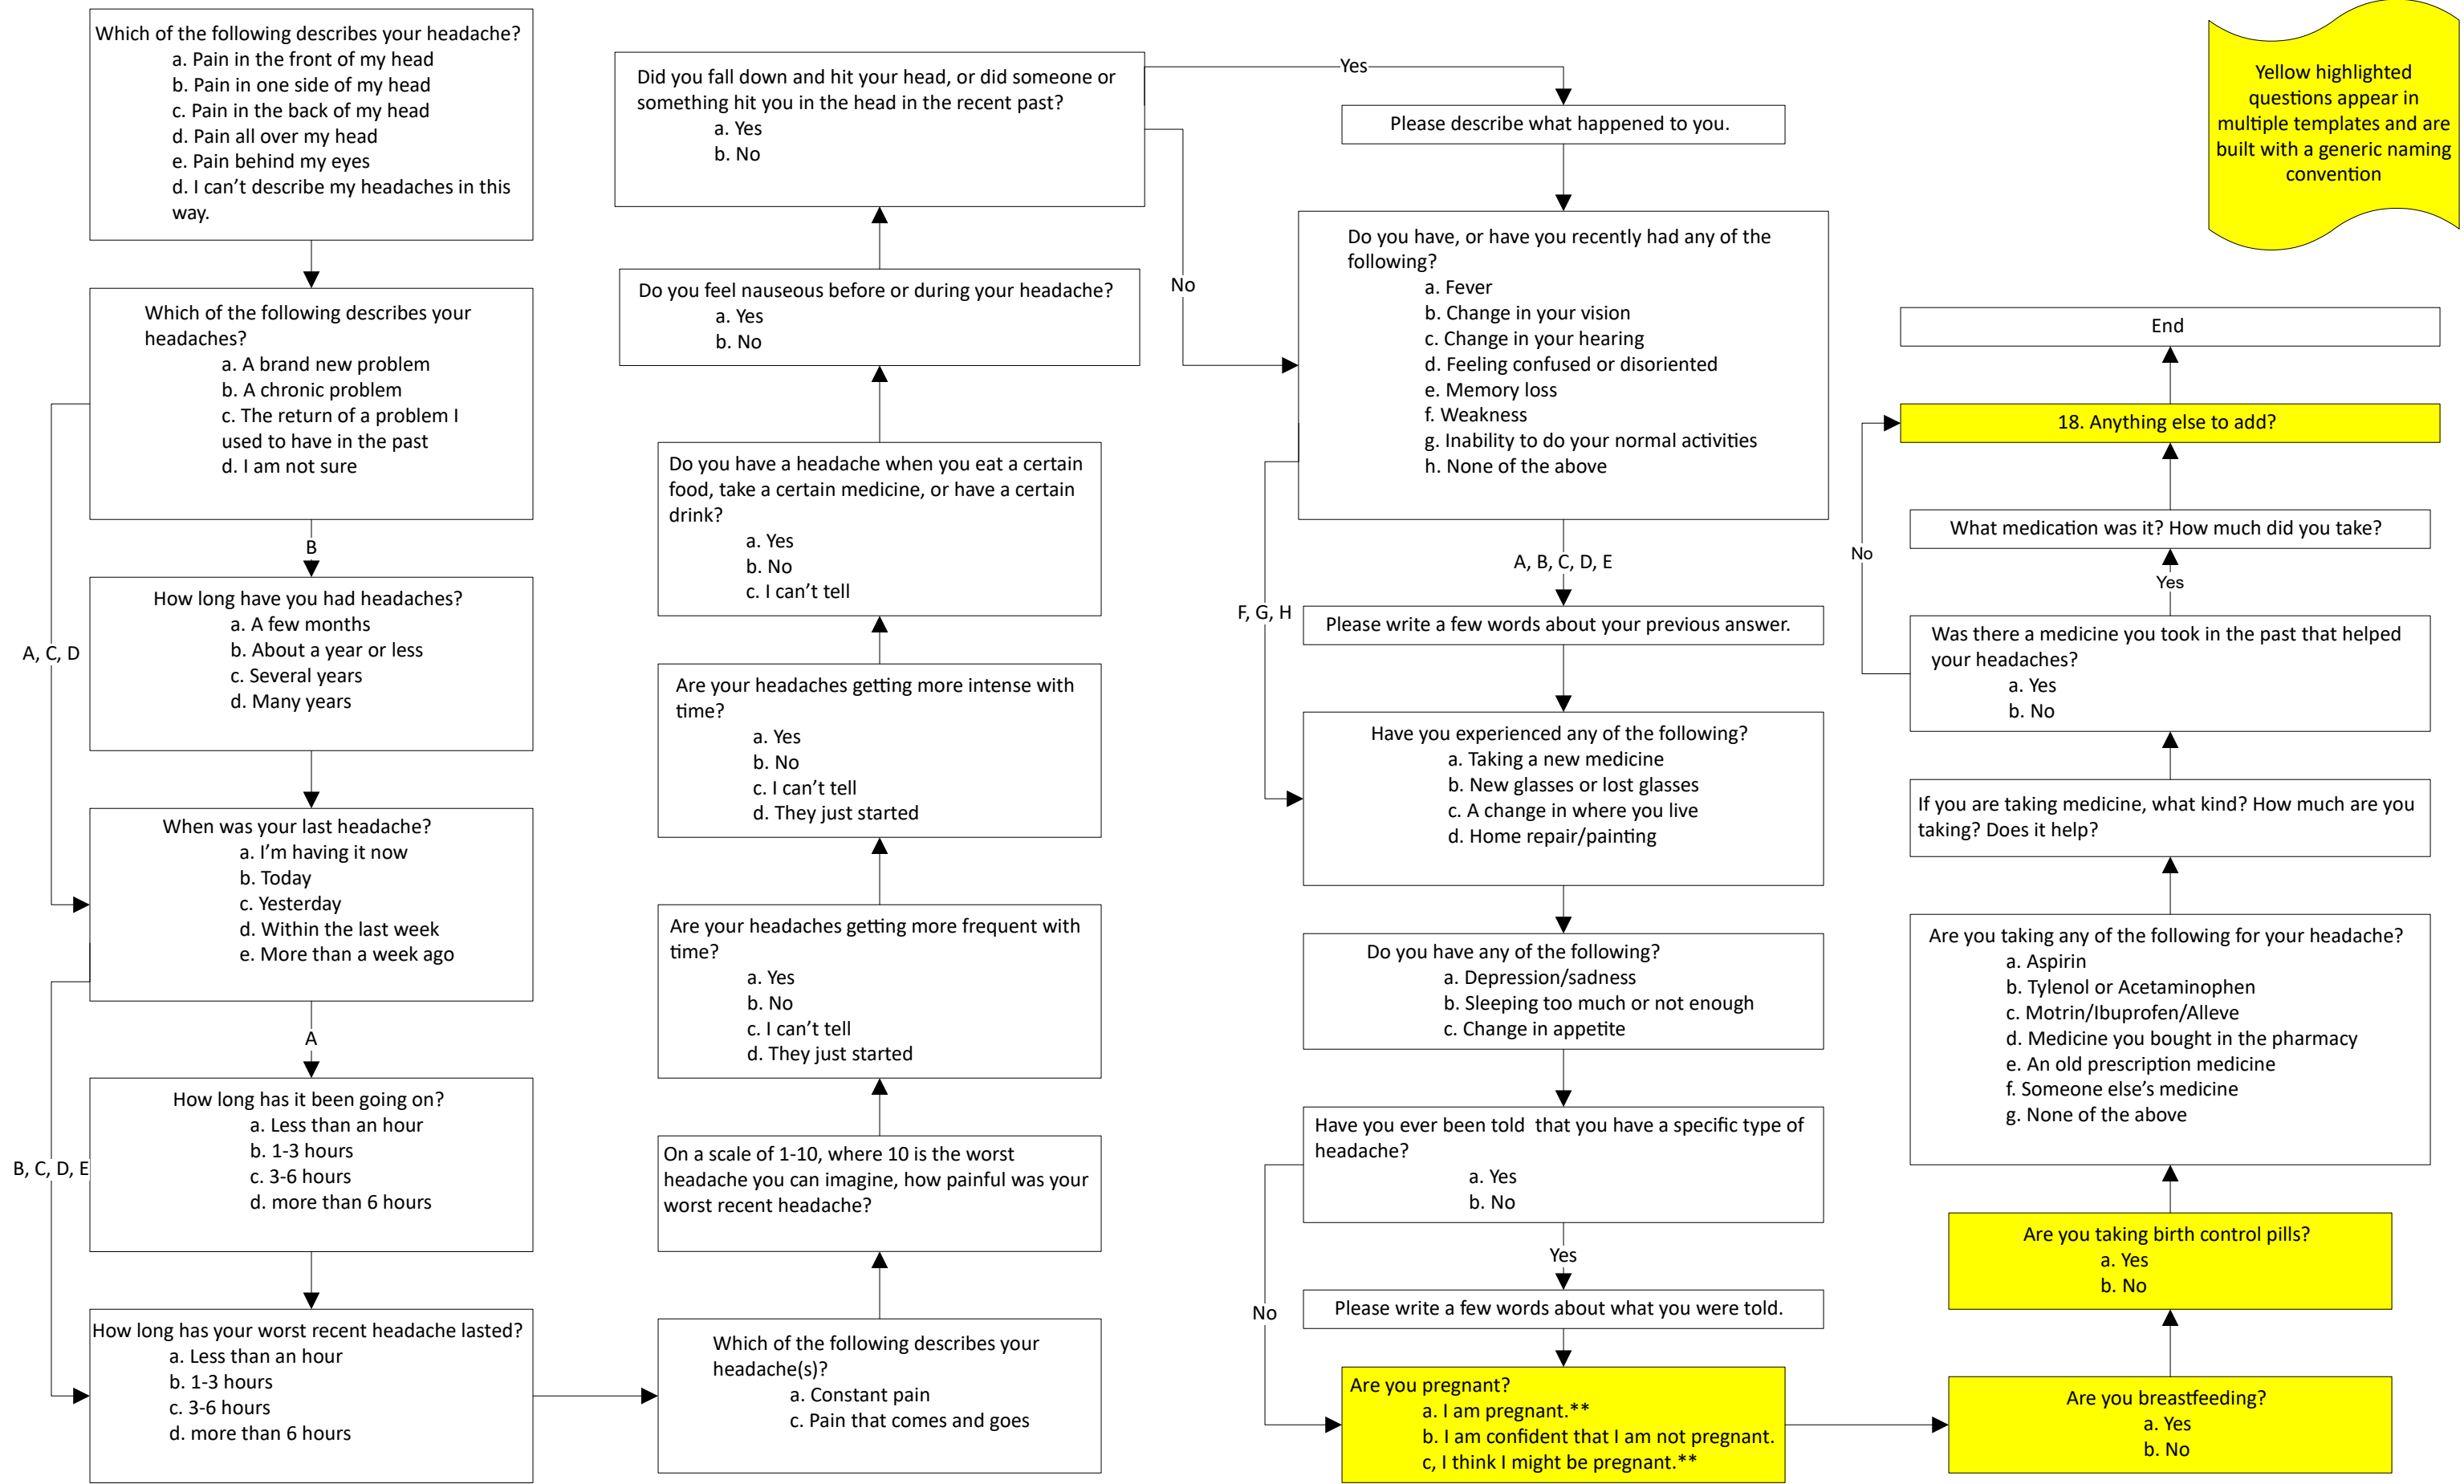 Which of the following describes your headache?
a. Pain in the front of my head
b. Pain in one side of my head
c. Pain in the back of my head
d. Pain all over my head
e. Pain behind my eyes
d. I can’t describe my headaches in this
way.
Which of the following describes your
headaches?
a. A brand new problem
b. A chronic problem
c. The return of a problem I
used to have in the past
d. I am not sure
B
A, C, D
How long have you had headaches?
a. A few months
b. About a year or less
c. Several years
d. Many years
When was your last headache?
a. I’m having it now
b. Today
c. Yesterday
d. Within the last week
e. More than a week ago
A
B, C, D, E
How long has it been going on?
a. Less than an hour
b. 1-3 hours
c. 3-6 hours
d. more than 6 hours
How long has your worst recent headache lasted?
a. Less than an hour
b. 1-3 hours
c. 3-6 hours
d. more than 6 hours
Which of the following describes your
headache(s)?
a. Constant pain
c. Pain that comes and goes
On a scale of 1-10, where 10 is the worst
headache you can imagine, how painful was your
worst recent headache?
Are your headaches getting more frequent with
time?
a. Yes
b. No
c. I can’t tell
d. They just started
Are your headaches getting more intense with
time?
a. Yes
b. No
c. I can’t tell
d. They just started
Do you have a headache when you eat a certain
food, take a certain medicine, or have a certain
drink?
a. Yes
b. No
c. I can’t tell
Do you feel nauseous before or during your headache?
a. Yes
b. No
Did you fall down and hit your head, or did someone or
something hit you in the head in the recent past?
a. Yes
b. No
Yes
No
Please describe what happened to you.
Do you have, or have you recently had any of the
following?
a. Fever
b. Change in your vision
c. Change in your hearing
d. Feeling confused or disoriented
e. Memory loss
f. Weakness
g. Inability to do your normal activities
h. None of the above
A, B, C, D, E
F, G, H
Please write a few words about your previous answer.
Have you experienced any of the following?
a. Taking a new medicine
b. New glasses or lost glasses
c. A change in where you live
d. Home repair/painting
Do you have any of the following?
a. Depression/sadness
b. Sleeping too much or not enough
c. Change in appetite
Have you ever been told  that you have a specific type of
headache?
a. Yes
b. No
Yes
No
Please write a few words about what you were told.
Are you pregnant?
a. I am pregnant.**
b. I am confident that I am not pregnant.
c, I think I might be pregnant.**
Are you breastfeeding?
a. Yes
b. No
Are you taking birth control pills?
a. Yes
b. No
Are you taking any of the following for your headache?
a. Aspirin
b. Tylenol or Acetaminophen
c. Motrin/Ibuprofen/Alleve
d. Medicine you bought in the pharmacy
e. An old prescription medicine
f. Someone else’s medicine
g. None of the above
If you are taking medicine, what kind? How much are you
taking? Does it help?
Was there a medicine you took in the past that helped
your headaches?
a. Yes
b. No
Yes
No
What medication was it? How much did you take?
18. Anything else to add?
End
Yellow highlighted
questions appear in
multiple templates and are
built with a generic naming
convention